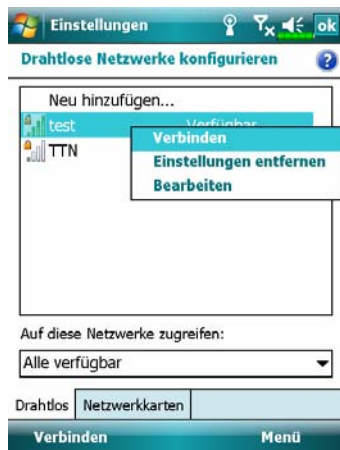 Einstellungen ok
Drahtlose Netzwerke konfigurieren ?
Neu hinzufügen...
test Verfügbar
Verbinden
TTN
Einstellungen entfernen
Bearbeiten
Auf diese Netzwerke zugreifen:
Alle verfügbar
Drahtlos Netzwerkkarten
Verbinden Menü